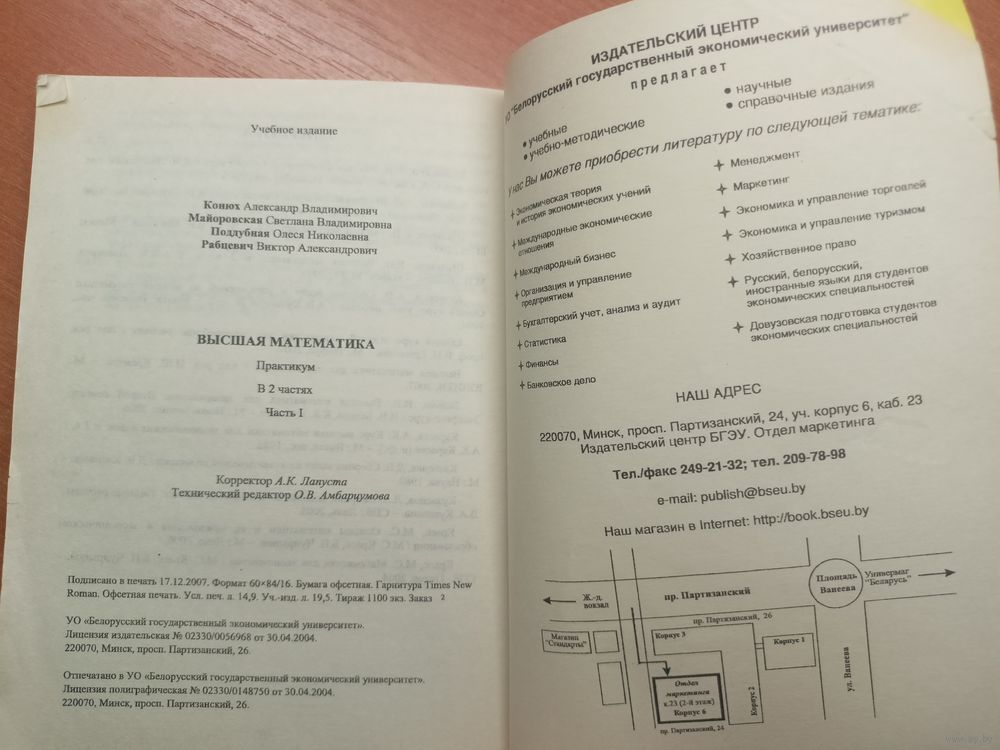 Учебное издание
Конюх Александр Владимирович
Майоровская Светлана Владимировна
Поддубная Олеся Николаевна
Рабцевич Виктор Александрович
ВЫСШАЯ МАТЕМАТИКА
Практикум
В 2 частях
Часть I
Корректор А.К. Лапуста
Технический редактор О.В. Амбарцумова
Подписано в печать 17.12.2007. Формат 60×84/16. Бумага офсетная. Гарнитура Times New
Roman. Офсетная печать. Усл. печ. л. 14,9. Уч.-изд. л. 19,5. Тираж 1100 экз. Заказ 2
УО «Белорусский государственный экономический университет».
Лицензия издательская № 02330/0056968 от 30.04.2004.
220070, Минск, просп. Партизанский, 26.
Отпечатано в УО «Белорусский государственный экономический университет».
Лицензия полиграфическая № 02330/0148750 от 30.04.2004.
220070, Минск, просп. Партизанский, 26.
ИЗДАТЕЛЬСКИЙ ЦЕНТР
"Белорусский государственный экономический университет"
предлагает
• учебные
• учебно-методические
• научные
• справочные издания
у нас Вы можете приобрести литературу по следующей тематике:
Экономическая теория
и история экономических учений
Международные экономические
отношения
Международный бизнес
Организация и управление
предприятием
Бухгалтерский учет, анализ и аудит
Статистика
Финансы
Банковское дело
Менеджмент
Маркетинг
Экономика и управление торговлей
Экономика и управление туризмом
Хозяйственное право
Русский, белорусский,
иностранные языки для студентов
экономических специальностей
Довузовская подготовка студентов
экономических специальностей
НАШ АДРЕС
220070, Минск, просп. Партизанский, 24, уч. корпус 6, каб. 23
Издательский центр БГЭУ. Отдел маркетинга
Тел./факс 249-21-32; тел. 209-78-98
e-mail: publish@bseu.by
Наш магазин в Internet: http://book.bseu.by
Ж.-д.
вокзал
пр. Партизанский
Площадь
Ванеева
Универмаг
"Беларусь"
Магазин
"Стандарты"
пр. Партизанский, 26
Корпус 3
Корпус 1
Корпус 2
ул. Ванеева
Отдел
маркетинга
к.23 (2-й этаж)
Корпус 6
пр. Партизанский, 24